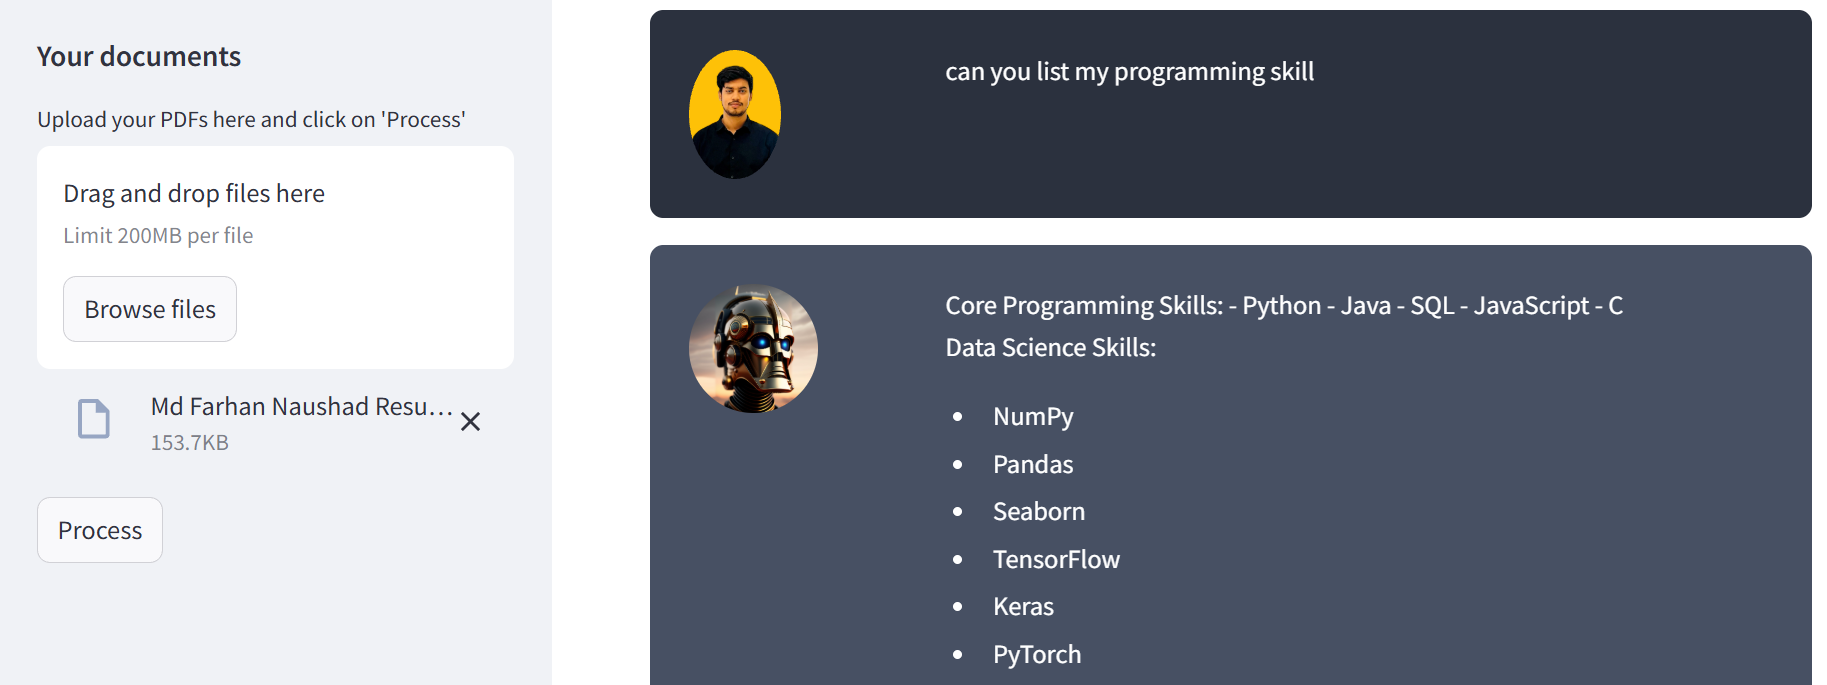 Your documents
Upload your PDFs here and click on 'Process'
Drag and drop files here
Limit 200MB per file
Browse files
Md Farhan Naushad Resu...
153.7KB
Process
can you list my programming skill
Core Programming Skills: - Python - Java - SQL - JavaScript - C
Data Science Skills:
• NumPy
• Pandas
• Seaborn
• TensorFlow
• Keras
• PyTorch